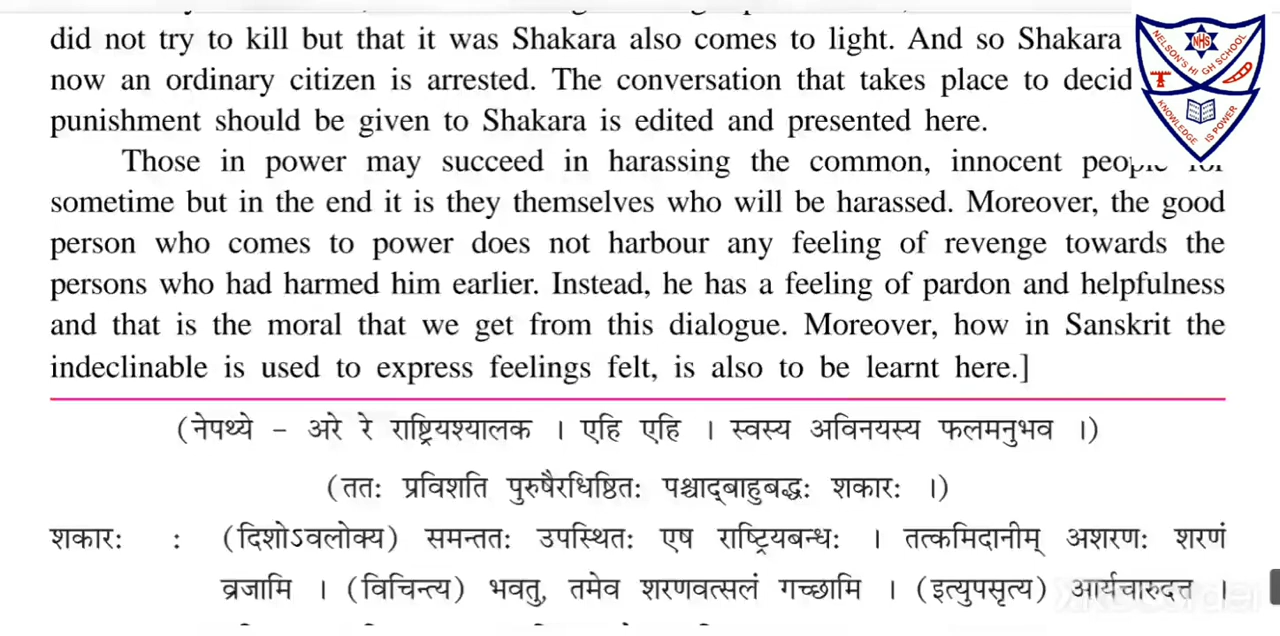 did not try to kill but that it was Shakara also comes to light. And so Shakara
now an ordinary citizen is arrested. The conversation that takes place to decid
punishment should be given to Shakara is edited and presented here.
Those in power may succeed in harassing the common, innocent people for
sometime but in the end it is they themselves who will be harassed. Moreover, the good
person who comes to power does not harbour any feeling of revenge towards the
persons who had harmed him earlier. Instead, he has a feeling of pardon and helpfulness
and that is the moral that we get from this dialogue. Moreover, how in Sanskrit the
indeclinable is used to express feelings felt, is also to be learnt here.]
(नेपथ्ये - अरे रे राष्ट्रियश्यालक । एहि एहि । स्वस्य अविनयस्य फलमनुभव ।)
(ततः प्रविशति पुरुषैरधिष्ठितः पश्चाद्बाहुबद्धः शकारः ।)
शकारः : (दिशोऽवलोक्य) समन्ततः उपस्थितः एष राष्ट्रियबन्धः । तत्कमिदानीम् अशरणः शरणं
व्रजामि । (विचिन्त्य) भवतु, तमेव शरणवत्सलं गच्छामि । (इत्युपसृत्य) आर्यचारुदत्त ।
NELSON'S HIGH SCHOOL
NHS
KNOWLEDGE IS POWER